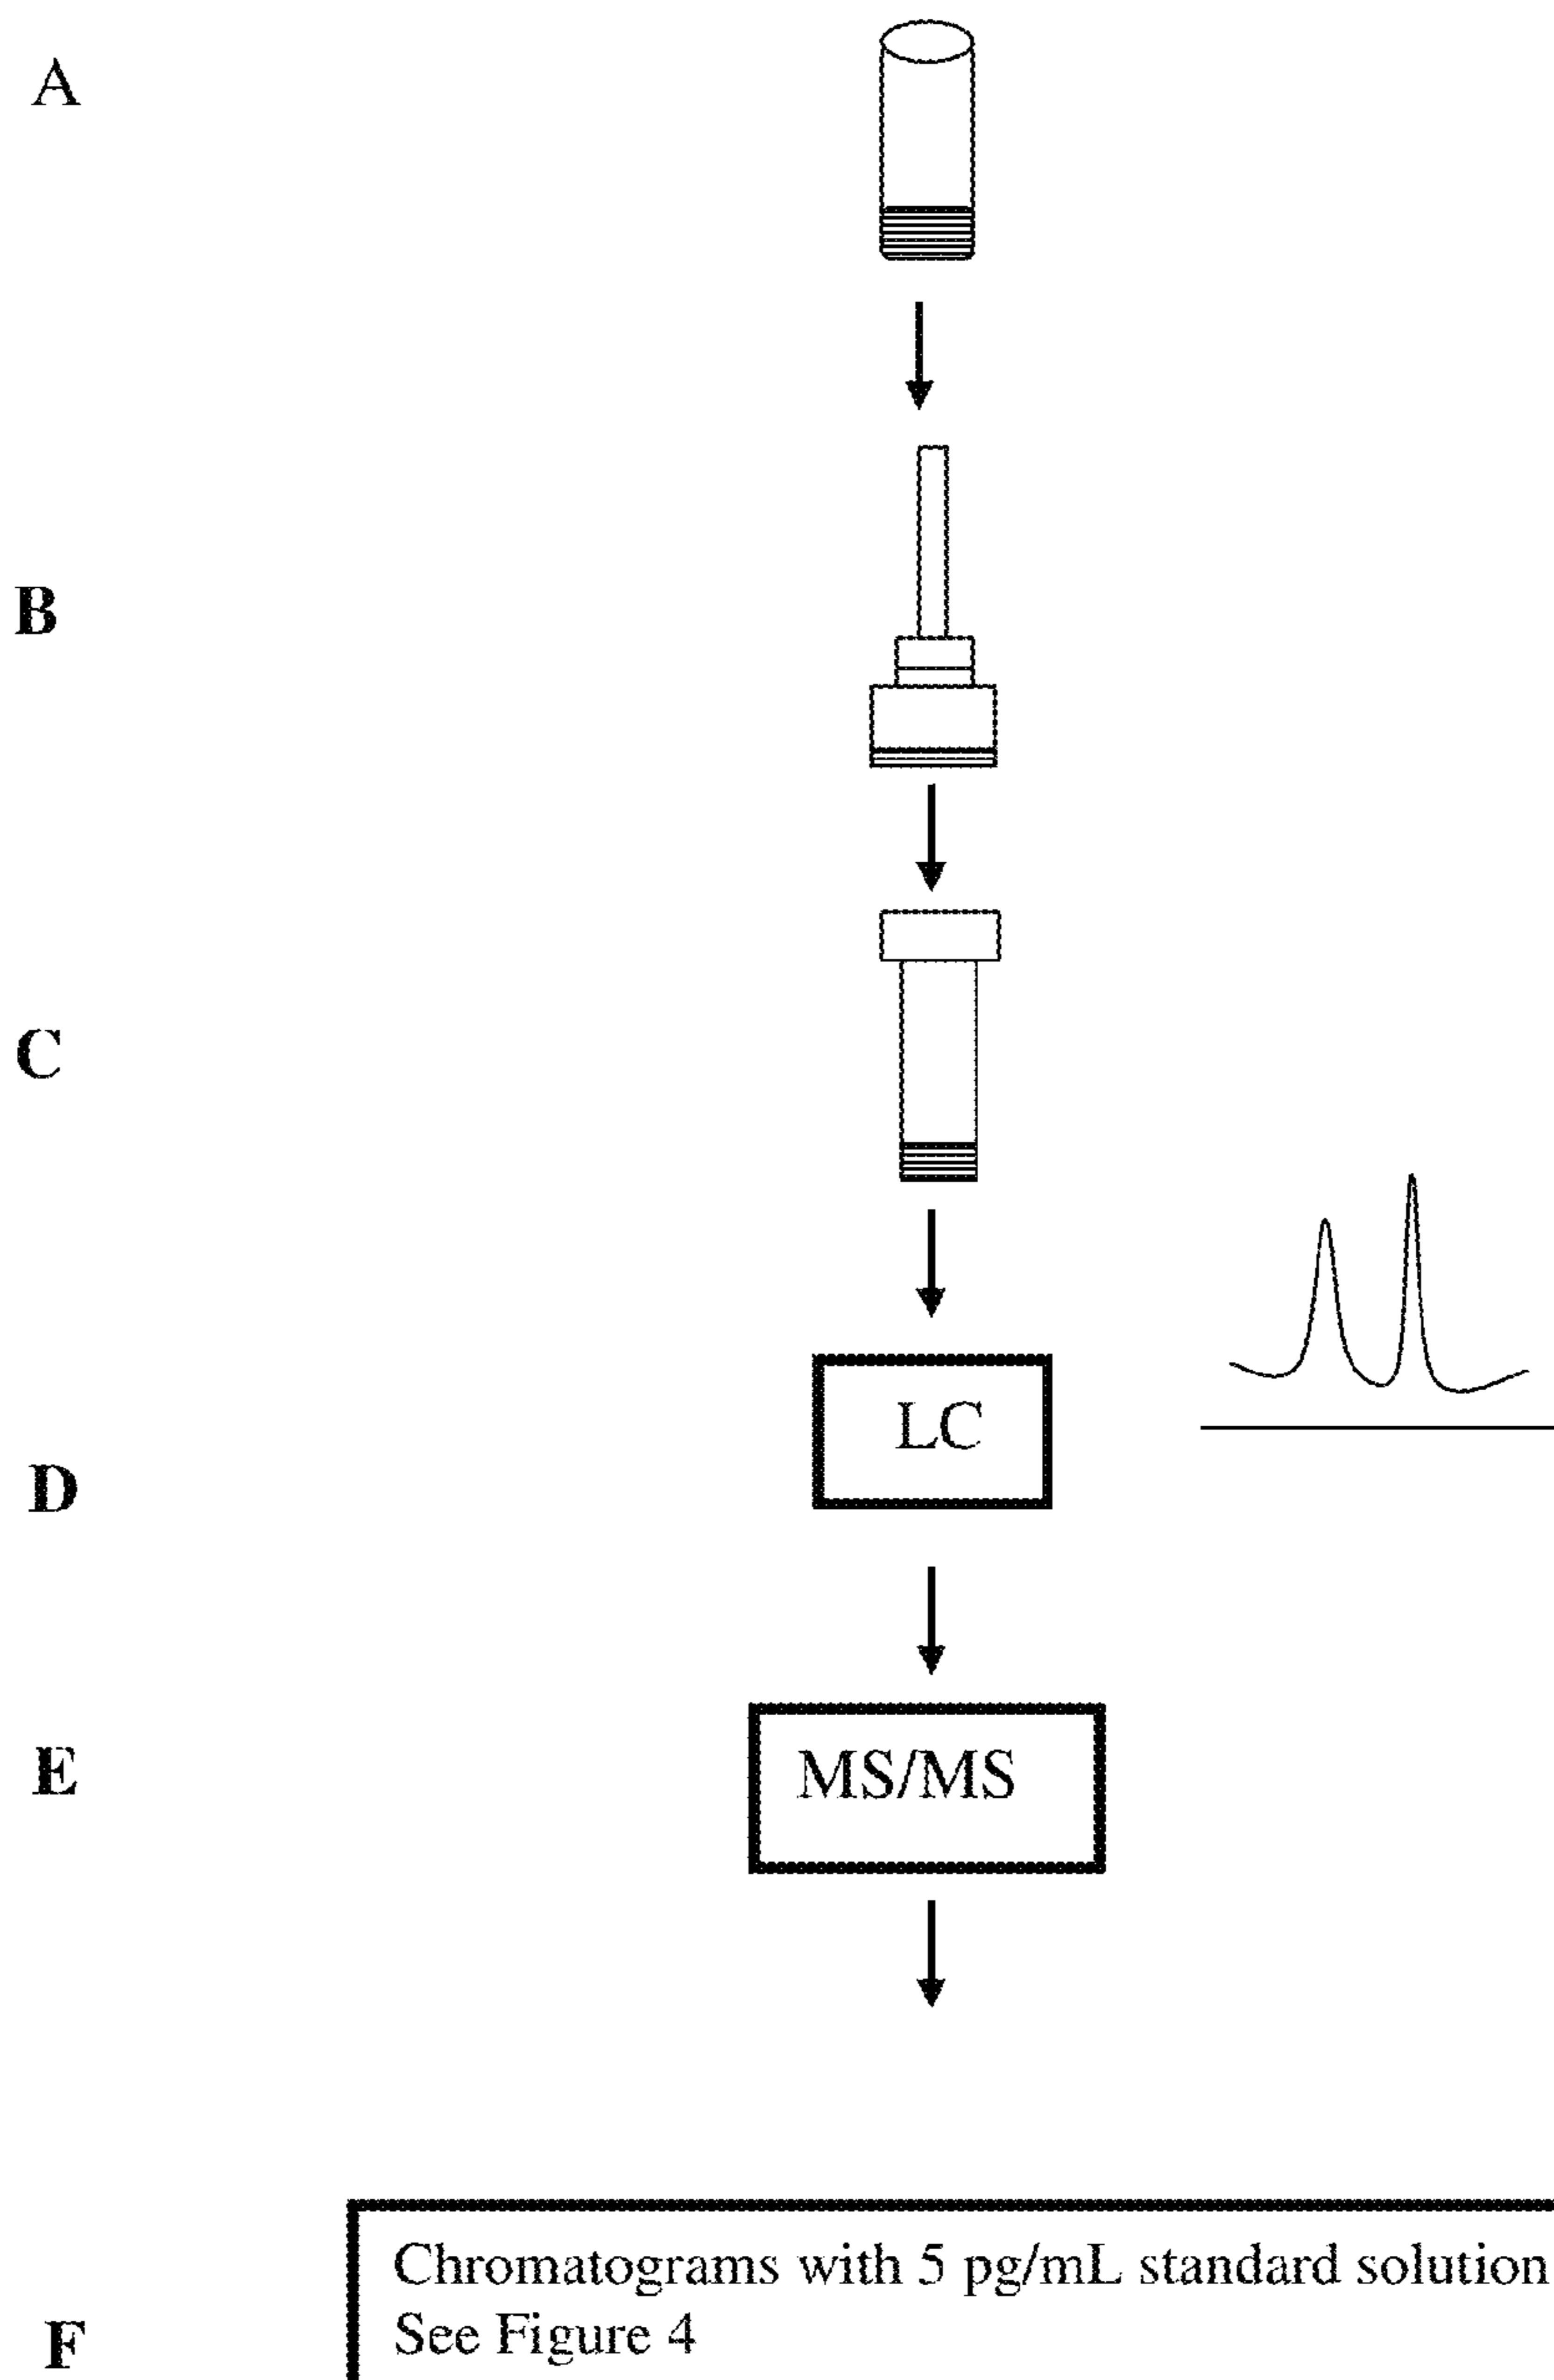 A
B
C
LC
D
E
MS/MS
Chromatograms with 5 pg/mL standard solution
See Figure 4
F